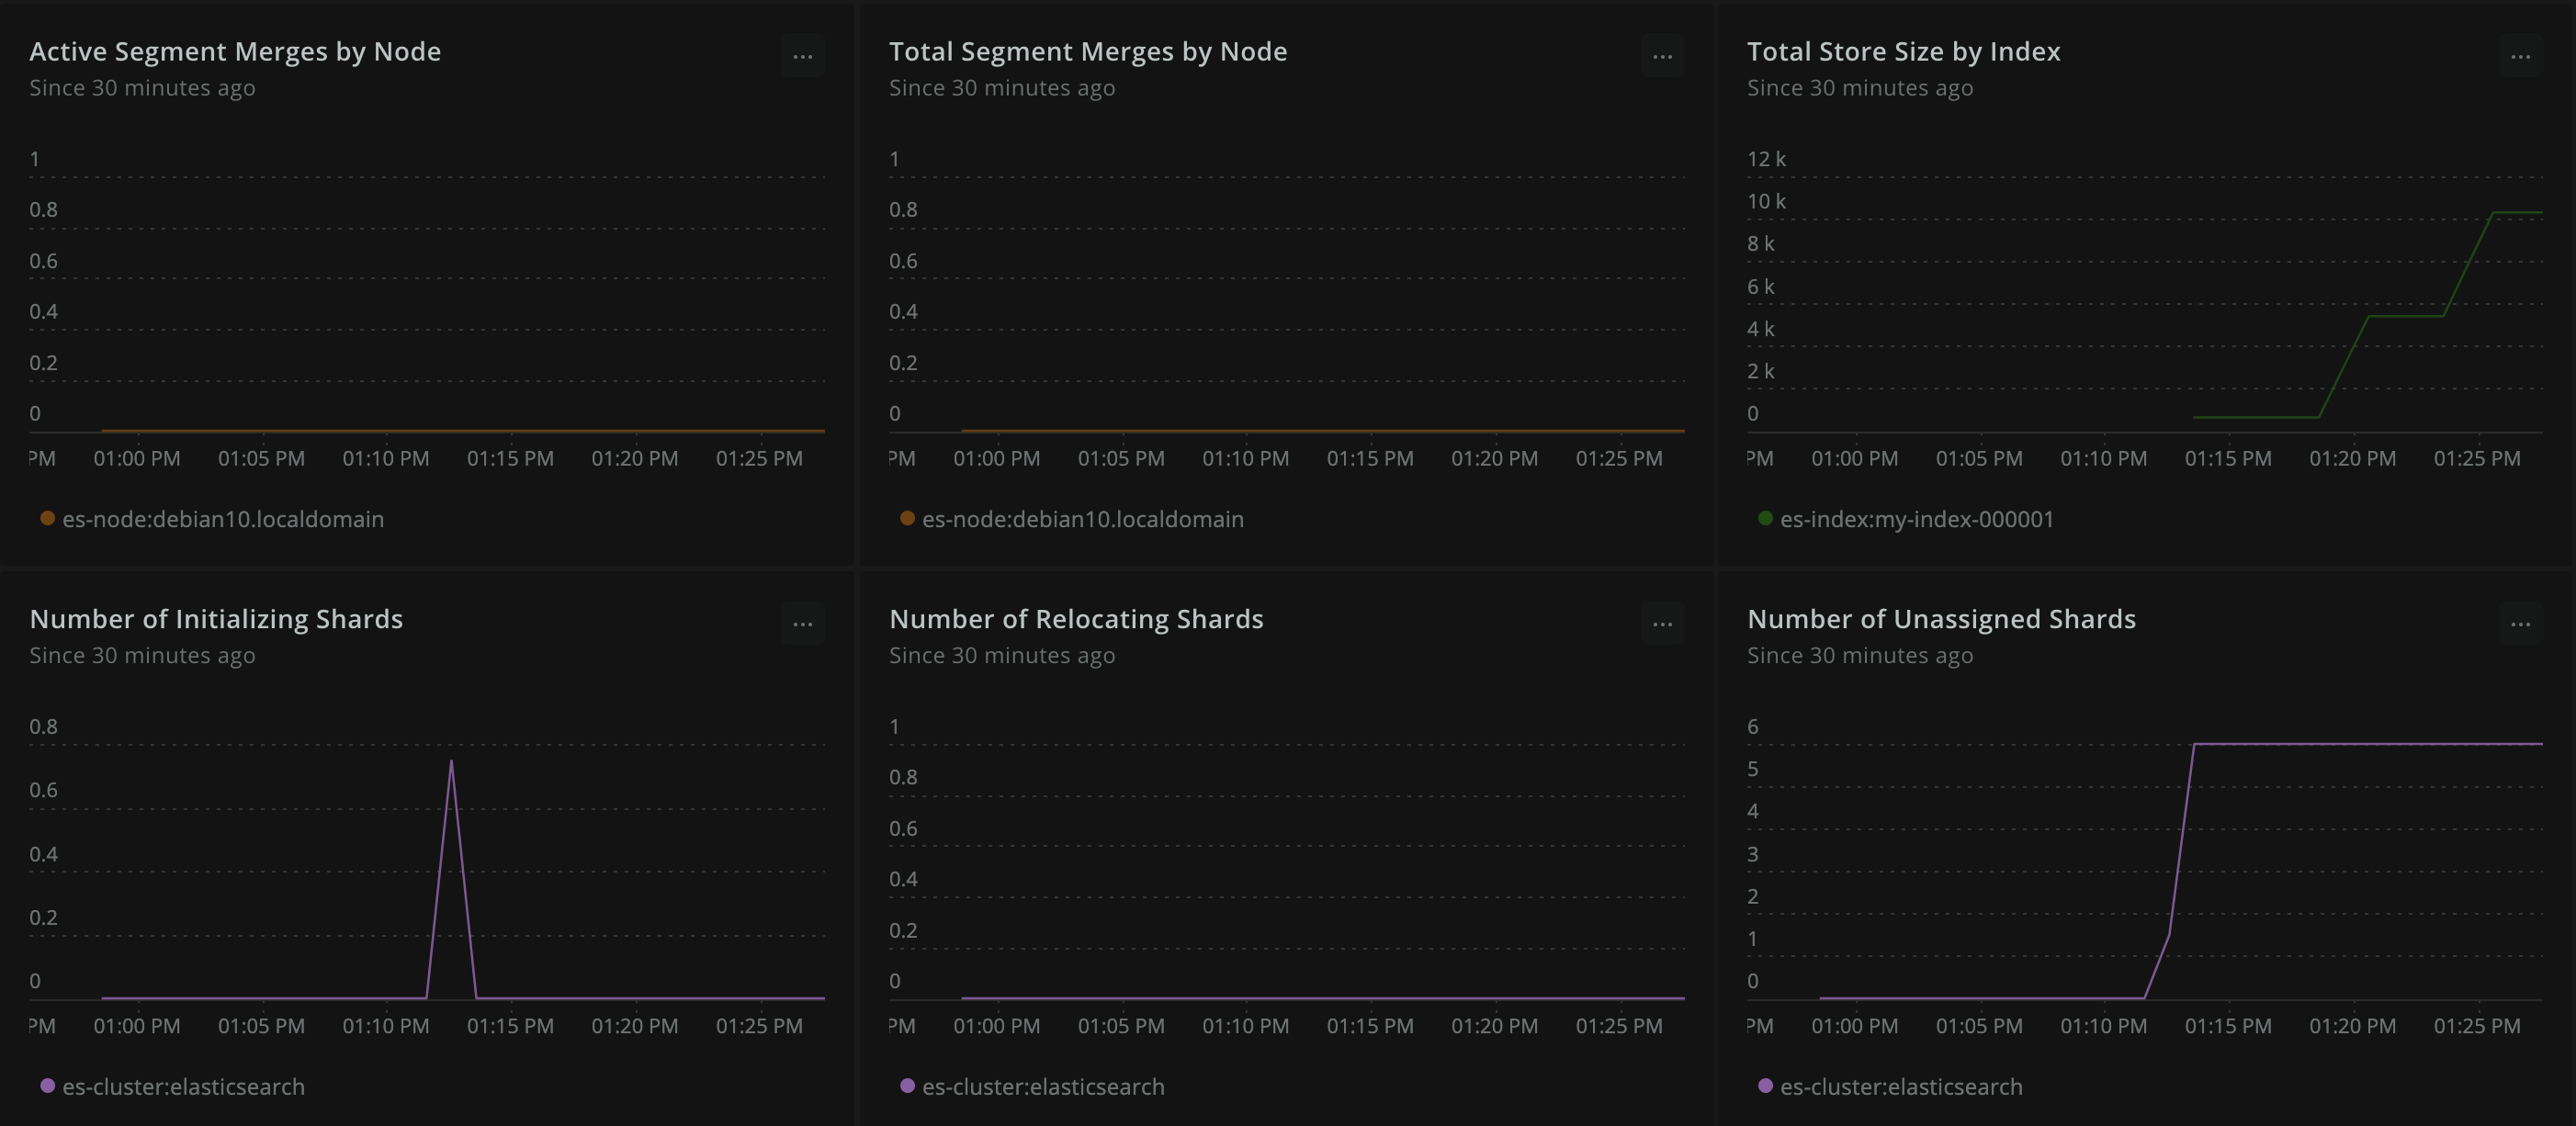 Active Segment Merges by Node
...
Since 30 minutes ago
1
0.8
0.6
0.4
0.2
0
PM 01:00 PM 01:05 PM 01:10 PM 01:15 PM 01:20 PM 01:25 PM
es-node:debian10.localdomain
Total Segment Merges by Node
...
Since 30 minutes ago
1
0.8
0.6
0.4
0.2
0
PM 01:00 PM 01:05 PM 01:10 PM 01:15 PM 01:20 PM 01:25 PM
es-node:debian10.localdomain
Total Store Size by Index
...
Since 30 minutes ago
12 k
10 k
8 k
6 k
4 k
2 k
0
PM 01:00 PM 01:05 PM 01:10 PM 01:15 PM 01:20 PM 01:25 PM
es-index:my-index-000001
Number of Initializing Shards
...
Since 30 minutes ago
0.8
0.6
0.4
0.2
0
PM 01:00 PM 01:05 PM 01:10 PM 01:15 PM 01:20 PM 01:25 PM
es-cluster:elasticsearch
Number of Relocating Shards
...
Since 30 minutes ago
1
0.8
0.6
0.4
0.2
0
PM 01:00 PM 01:05 PM 01:10 PM 01:15 PM 01:20 PM 01:25 PM
es-cluster:elasticsearch
Number of Unassigned Shards
...
Since 30 minutes ago
6
5
4
3
2
1
0
PM 01:00 PM 01:05 PM 01:10 PM 01:15 PM 01:20 PM 01:25 PM
es-cluster:elasticsearch